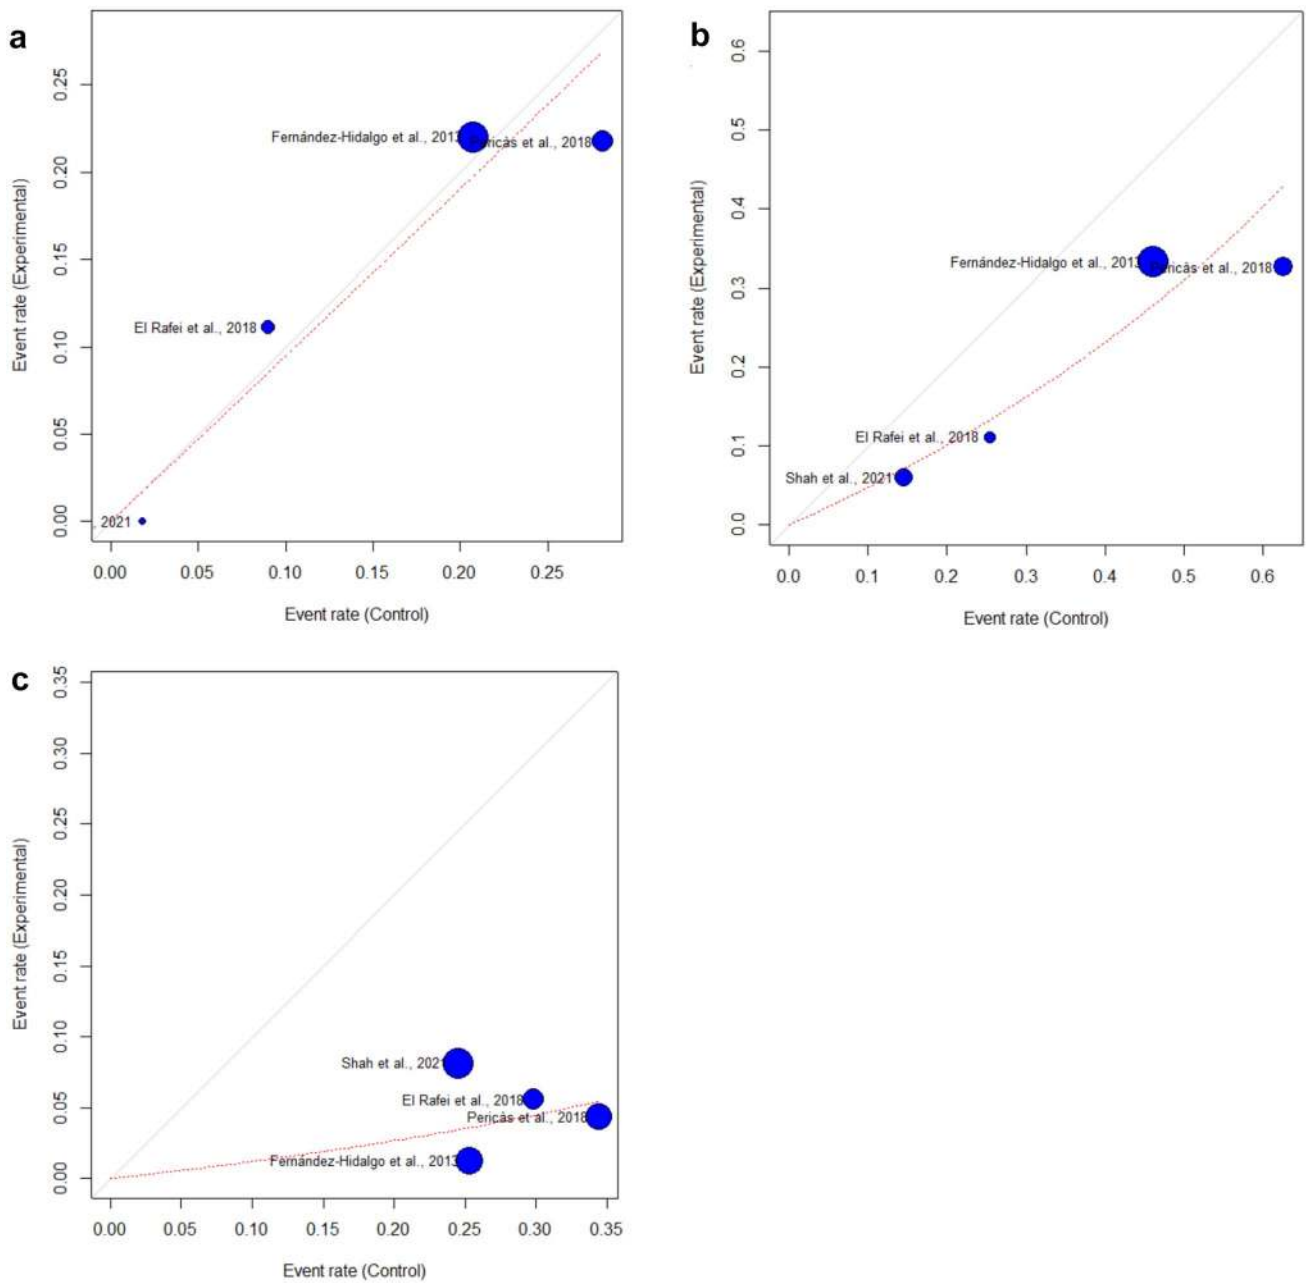 a
Event rate (Experimental)
0.25
0.20
0.15
0.10
0.05
0.00
Fernández-Hidalgo et al., 2013
et al., 2018
El Rafei et al., 2018
2021
0.00 0.05 0.10 0.15 0.20 0.25
Event rate (Control)
b
Event rate (Experimental)
0.6
0.5
0.4
0.3
0.2
0.1
0.0
Fernández-Hidalgo et al., 2013
Pericàs et al., 2018
El Rafei et al., 2018
Shah et al., 2021
0.0 0.1 0.2 0.3 0.4 0.5 0.6
Event rate (Control)
c
Event rate (Experimental)
0.35
0.30
0.25
0.20
0.15
0.10
0.05
0.00
Shah et al., 2021
El Rafei et al., 2018
Pericàs et al., 2018
Fernández-Hidalgo et al., 2013
0.00 0.05 0.10 0.15 0.20 0.25 0.30 0.35
Event rate (Control)